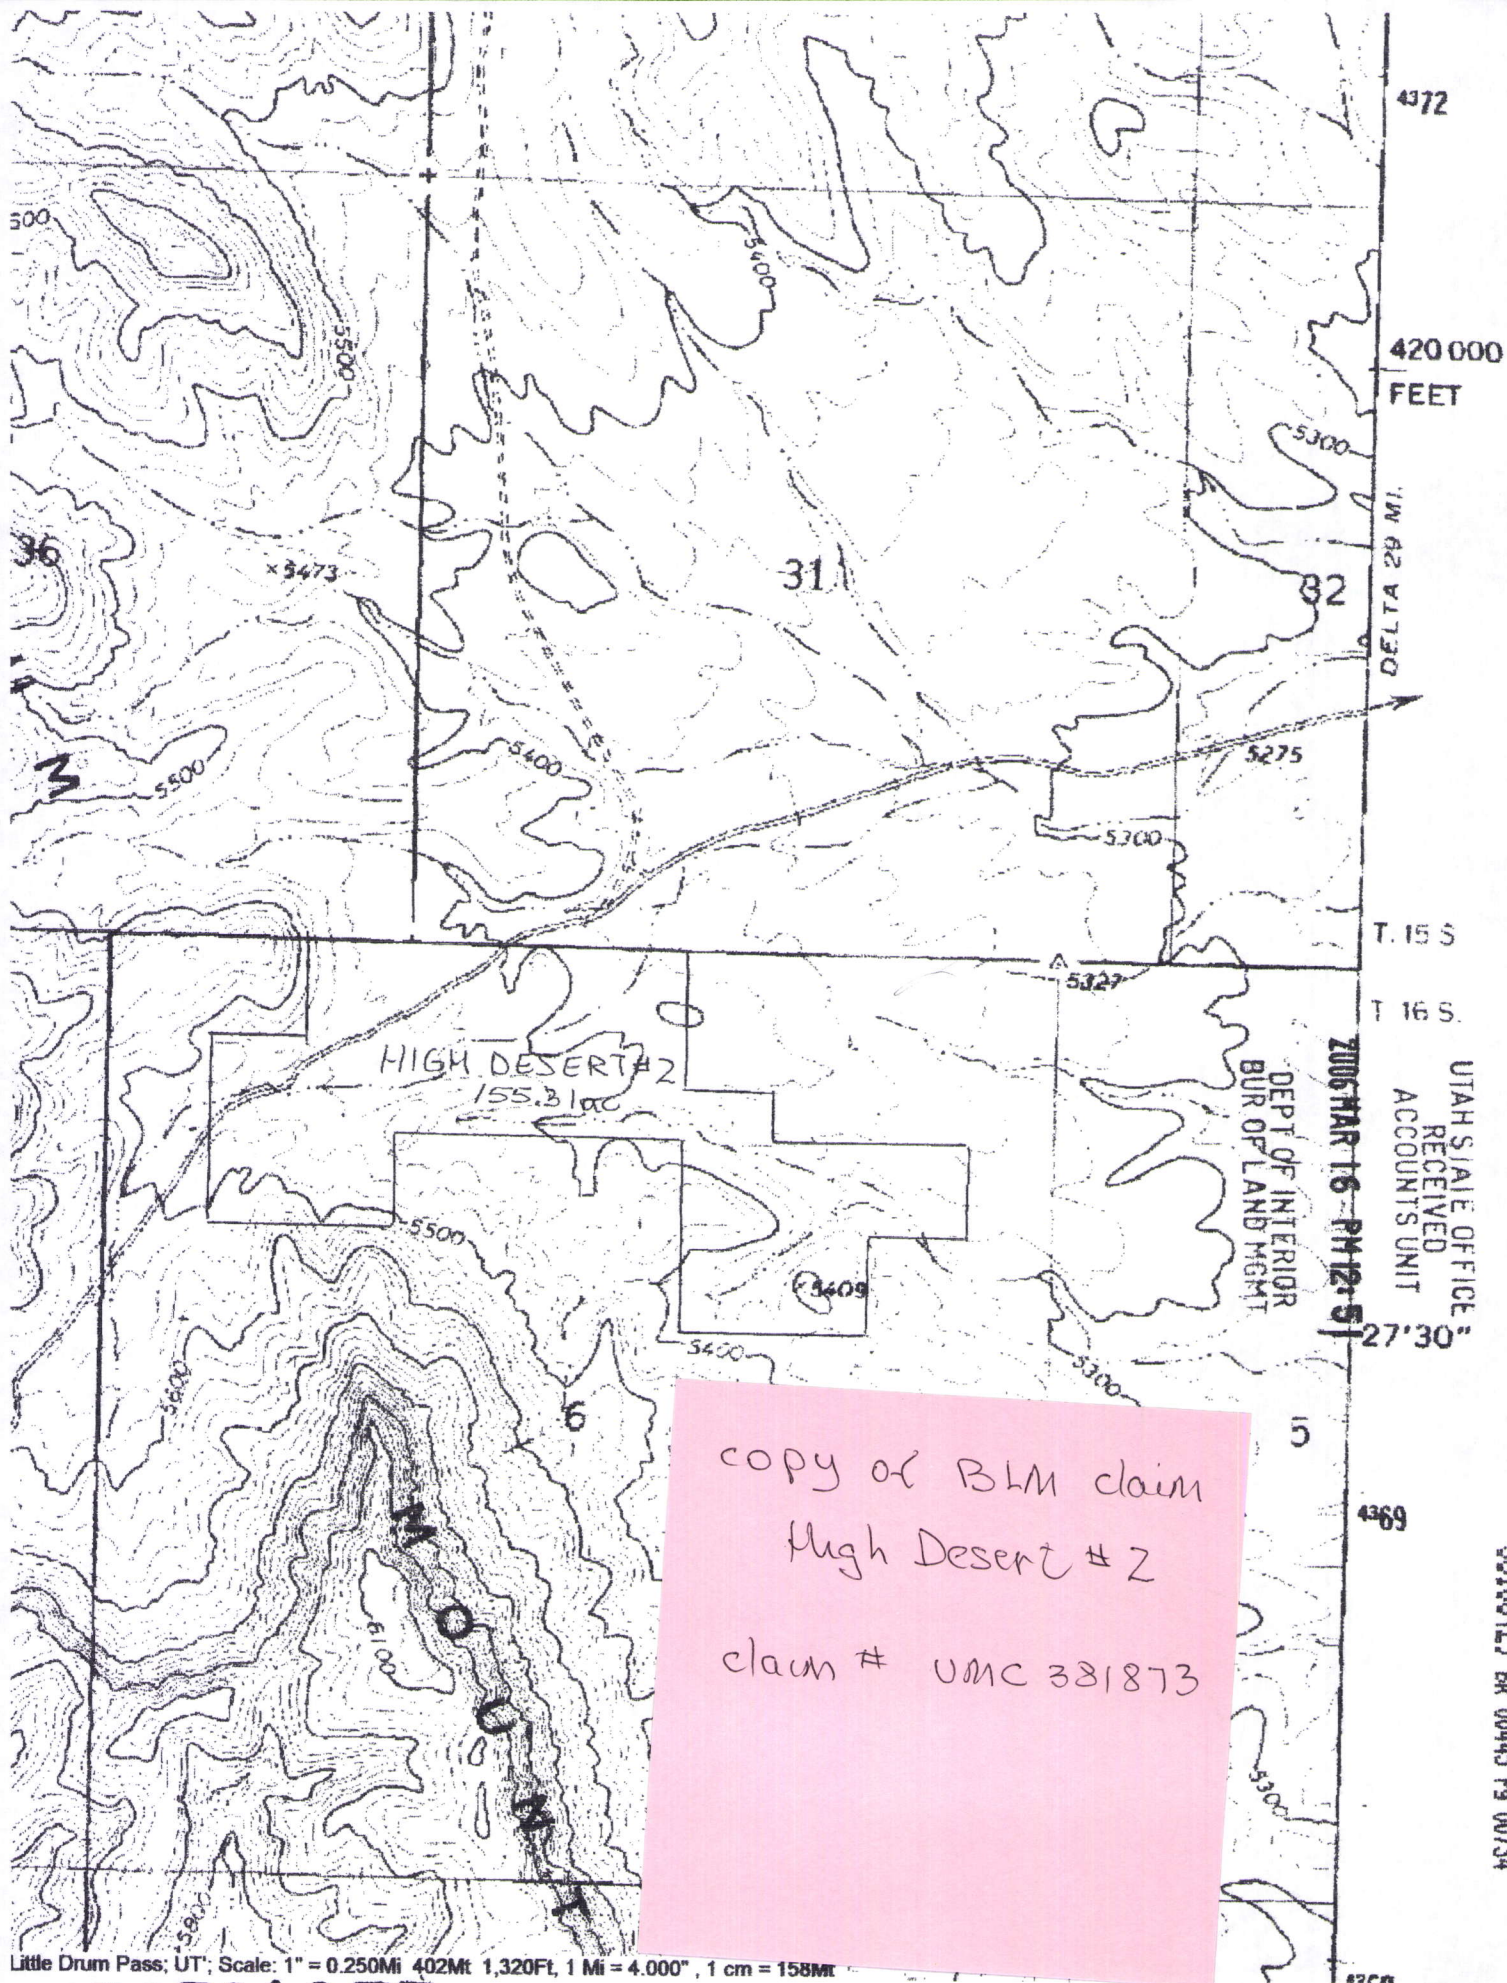 4372
500
5400
5500
420 000
FEET
5300
DELTA 29 MI.
36
×5473
31
32
5400
5275
5500
5300
T. 15 S
5327
T 16 S.
HIGH DESERT #2
155.31ac
UTAH STATE OFFICE
RECEIVED
ACCOUNTS UNIT
2006 MAR 16 PM 12:51
DEPT OF INTERIOR
BUR OF LAND MGMT
5500
5409
27'30"
5400
5300
5600
6
5
copy of BLM claim
High Desert #2
claim # UMC 381873
4369
M
O
U
N
T
6100
5300
5800
Little Drum Pass; UT'; Scale: 1" = 0.250Mi 402Mt 1,320Ft, 1 Mi = 4.000" , 1 cm = 158Mt